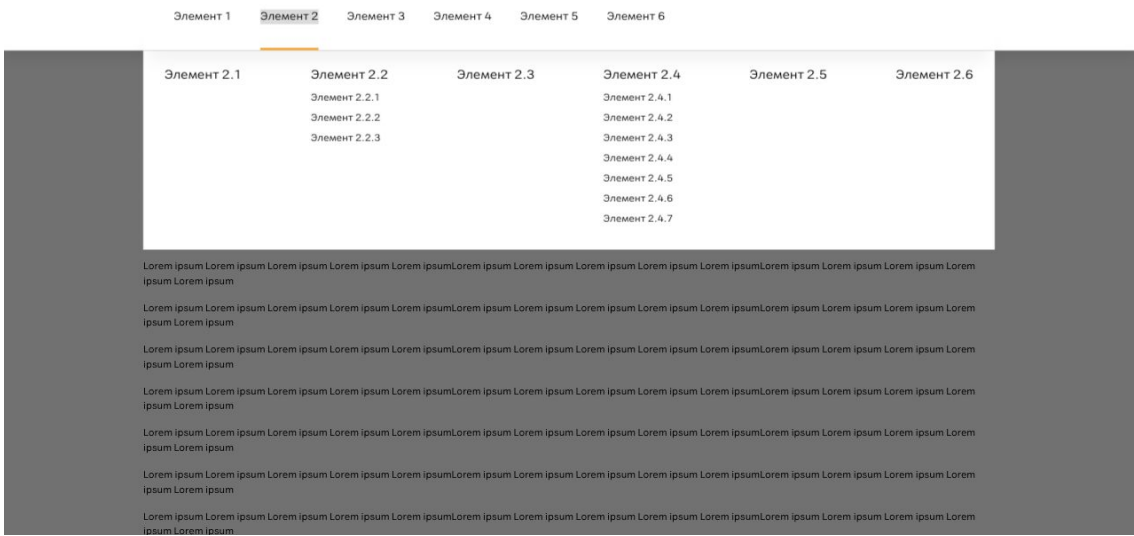 Элемент 1 Элемент 2 Элемент 3 Элемент 4 Элемент 5 Элемент 6
Элемент 2.1 Элемент 2.2 Элемент 2.3 Элемент 2.4 Элемент 2.5 Элемент 2.6
Элемент 2.2.1 Элемент 2.4.1
Элемент 2.2.2 Элемент 2.4.2
Элемент 2.2.3 Элемент 2.4.3
Элемент 2.4.4
Элемент 2.4.5
Элемент 2.4.6
Элемент 2.4.7
Lorem ipsum Lorem ipsum Lorem ipsum Lorem ipsum Lorem ipsumLorem ipsum Lorem ipsum Lorem ipsum Lorem ipsum Lorem ipsumLorem ipsum Lorem ipsum Lorem ipsum Lorem
ipsum Lorem ipsum
Lorem ipsum Lorem ipsum Lorem ipsum Lorem ipsum Lorem ipsumLorem ipsum Lorem ipsum Lorem ipsum Lorem ipsum Lorem ipsumLorem ipsum Lorem ipsum Lorem ipsum Lorem
ipsum Lorem ipsum
Lorem ipsum Lorem ipsum Lorem ipsum Lorem ipsum Lorem ipsumLorem ipsum Lorem ipsum Lorem ipsum Lorem ipsum Lorem ipsumLorem ipsum Lorem ipsum Lorem ipsum Lorem
ipsum Lorem ipsum
Lorem ipsum Lorem ipsum Lorem ipsum Lorem ipsum Lorem ipsumLorem ipsum Lorem ipsum Lorem ipsum Lorem ipsum Lorem ipsumLorem ipsum Lorem ipsum Lorem ipsum Lorem
ipsum Lorem ipsum
Lorem ipsum Lorem ipsum Lorem ipsum Lorem ipsum Lorem ipsumLorem ipsum Lorem ipsum Lorem ipsum Lorem ipsum Lorem ipsumLorem ipsum Lorem ipsum Lorem ipsum Lorem
ipsum Lorem ipsum
Lorem ipsum Lorem ipsum Lorem ipsum Lorem ipsum Lorem ipsumLorem ipsum Lorem ipsum Lorem ipsum Lorem ipsum Lorem ipsumLorem ipsum Lorem ipsum Lorem ipsum Lorem
ipsum Lorem ipsum
Lorem ipsum Lorem ipsum Lorem ipsum Lorem ipsum Lorem ipsumLorem ipsum Lorem ipsum Lorem ipsum Lorem ipsum Lorem ipsumLorem ipsum Lorem ipsum Lorem ipsum Lorem
ipsum Lorem ipsum